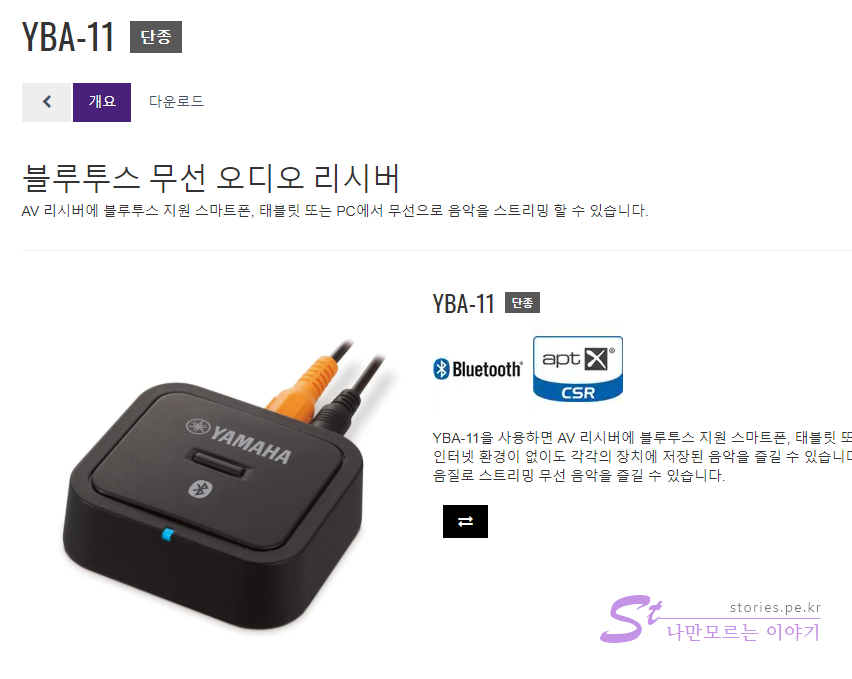 YBA-11 단종
개요 다운로드
블루투스 무선 오디오 리시버
AV 리시버에 블루투스 지원 스마트폰, 태블릿 또는 PC에서 무선으로 음악을 스트리밍 할 수 있습니다.
YBA-11 단종
Bluetooth® aptX®
CSR
YAMAHA
YBA-11을 사용하면 AV 리시버에 블루투스 지원 스마트폰, 태블릿
인터넷 환경이 없이도 각각의 장치에 저장된 음악을 즐길 수 있습니다
음질로 스트리밍 무선 음악을 즐길 수 있습니다.
St
stories.pe.kr
나만모르는 이야기